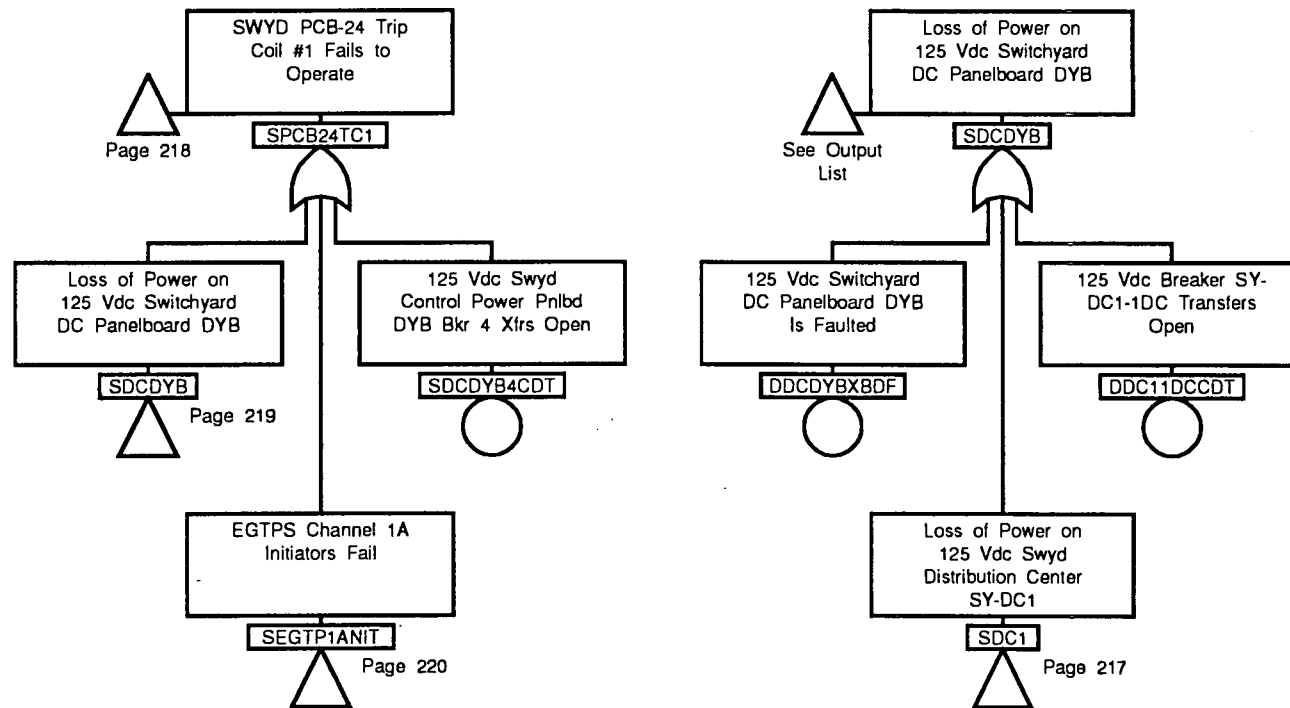 SWYD PCB-24 Trip
Coil #1 Fails to
Operate
Page 218
SPCB24TC1
Loss of Power on
125 Vdc Switchyard
DC Panelboard DYB
SDCDYB
Page 219
125 Vdc Swyd
Control Power Pnlbd
DYB Bkr 4 Xfrs Open
SDCDYB4CDT
EGTPS Channel 1A
Initiators Fail
SEGTP1ANIT
Page 220
Loss of Power on
125 Vdc Switchyard
DC Panelboard DYB
See Output
List
SDCDYB
125 Vdc Switchyard
DC Panelboard DYB
Is Faulted
DDCDYBXBDF
125 Vdc Breaker SY-
DC1-1DC Transfers
Open
DDC11DCCDT
Loss of Power on
125 Vdc Swyd
Distribution Center
SY-DC1
SDC1
Page 217